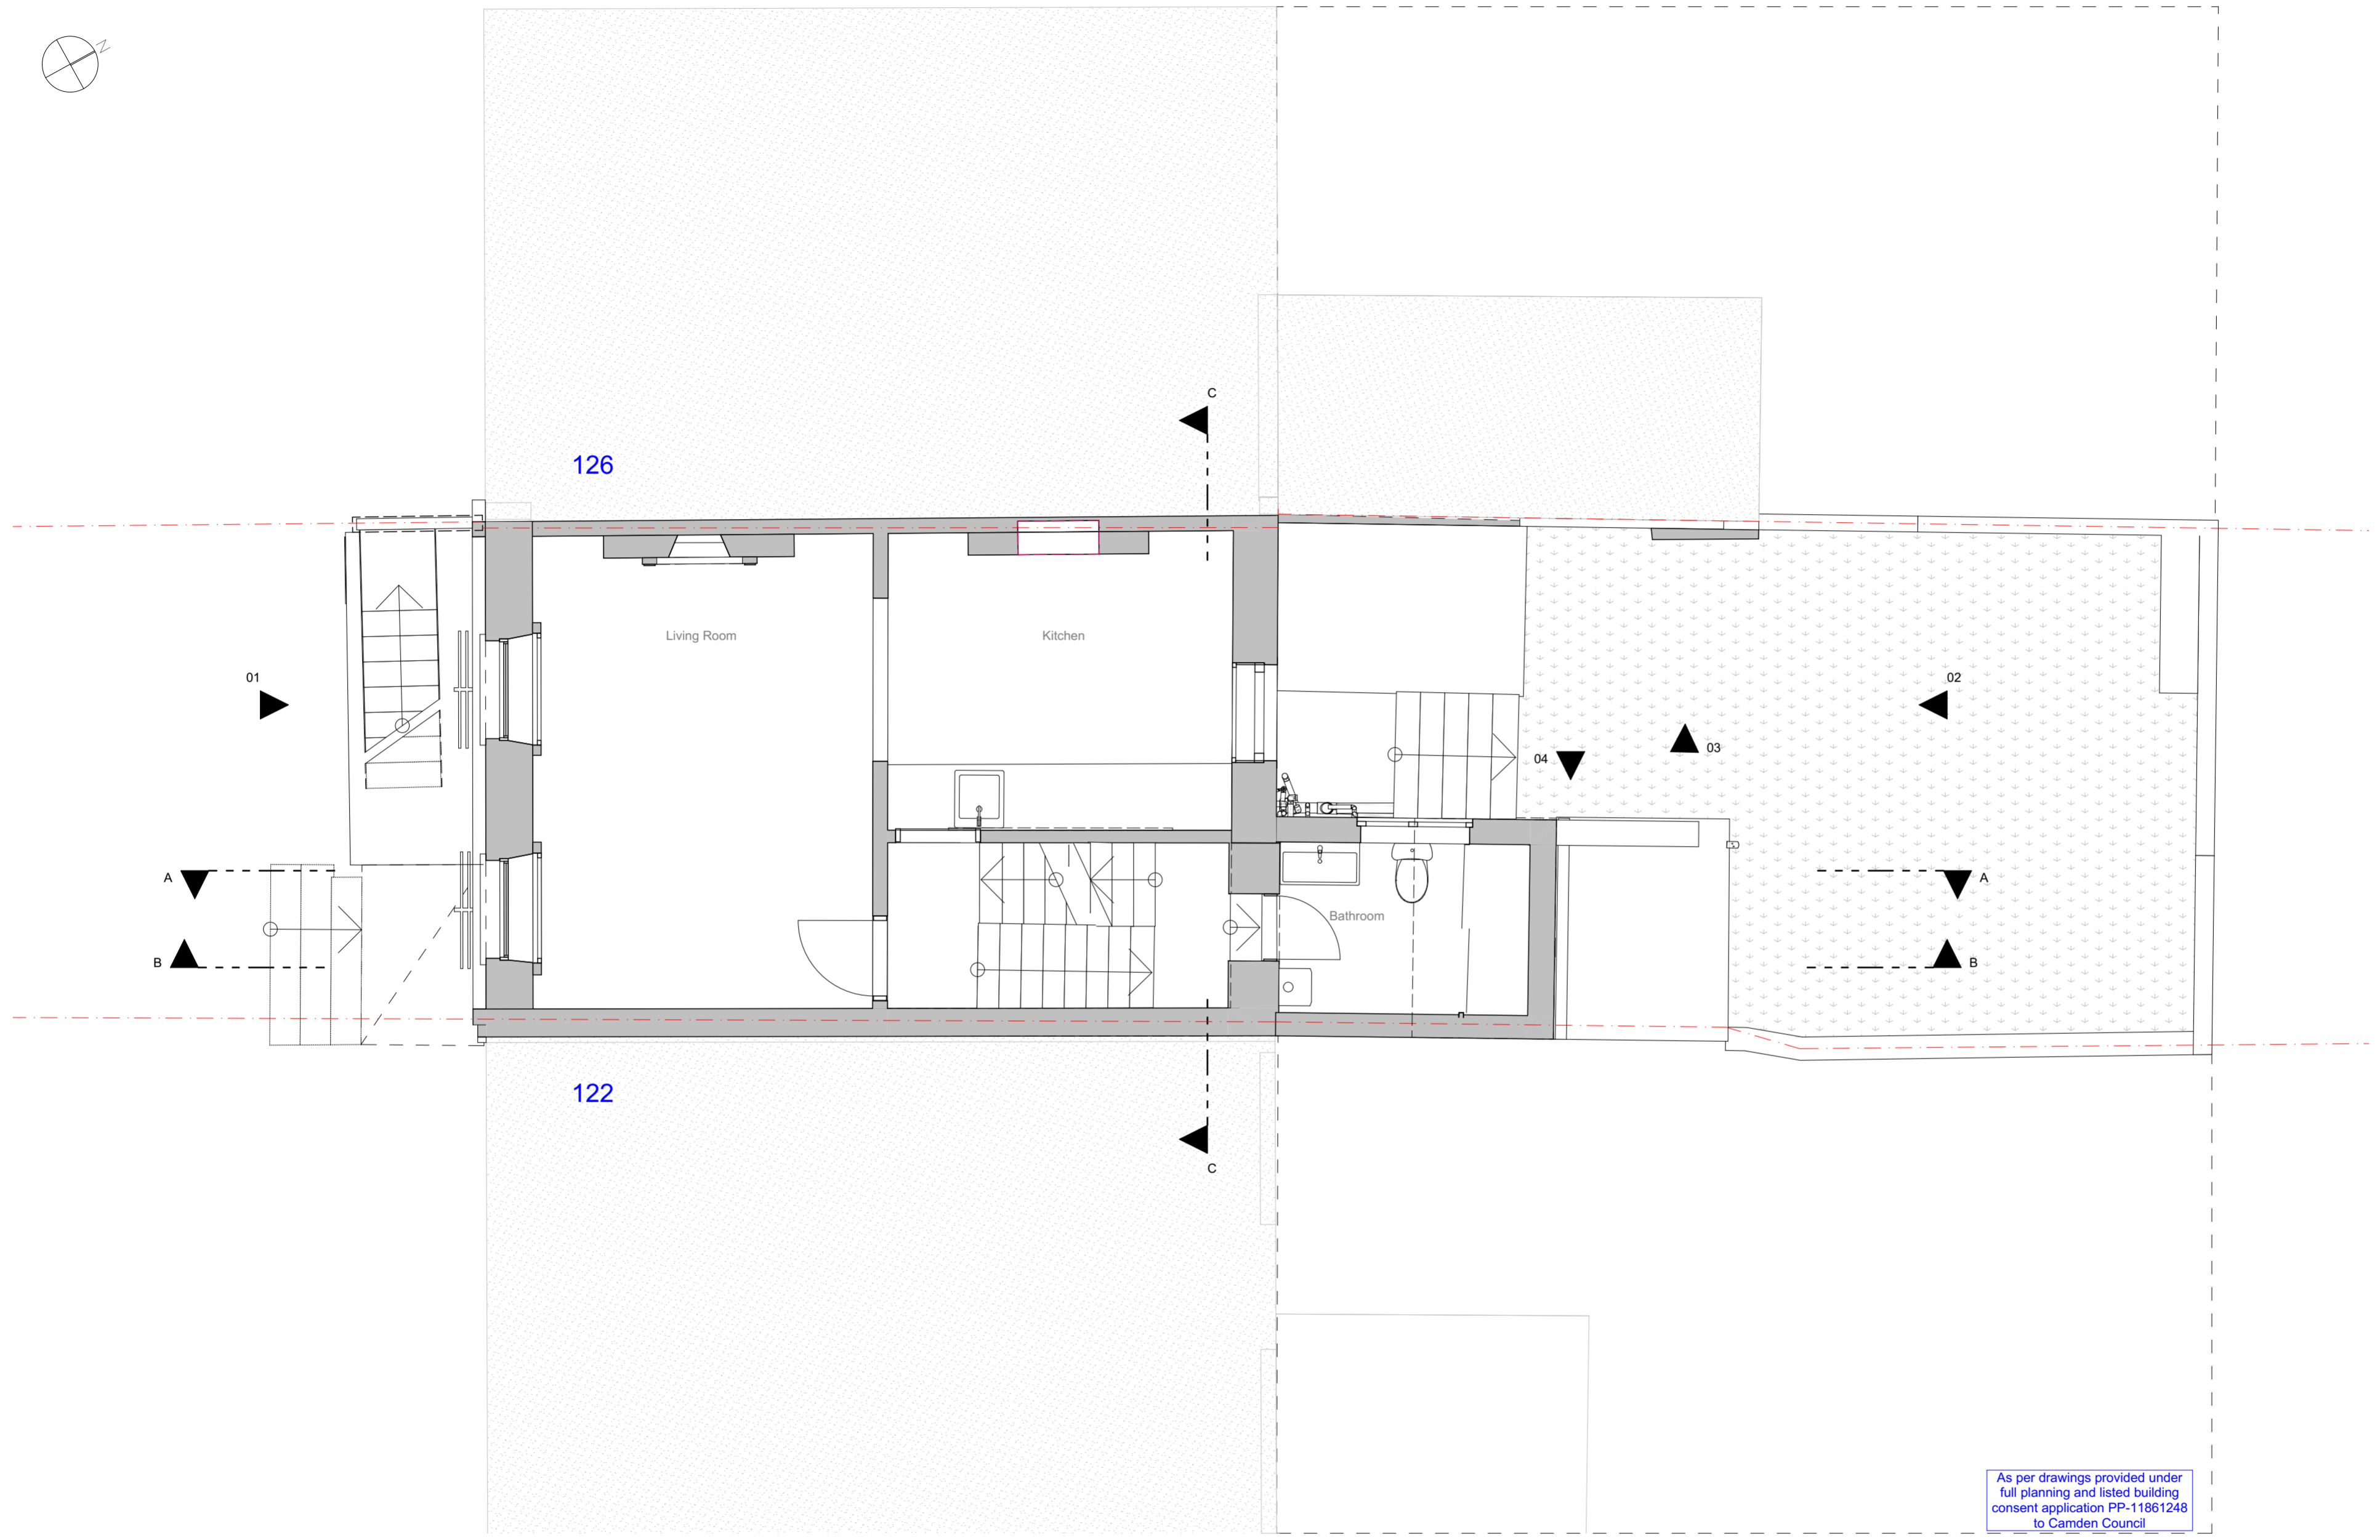 N
C
126
Living Room
Kitchen
01
02
03
04
A
A
Bathroom
B
B
122
C
As per drawings provided under
full planning and listed building
consent application PP-11861248
to Camden Council